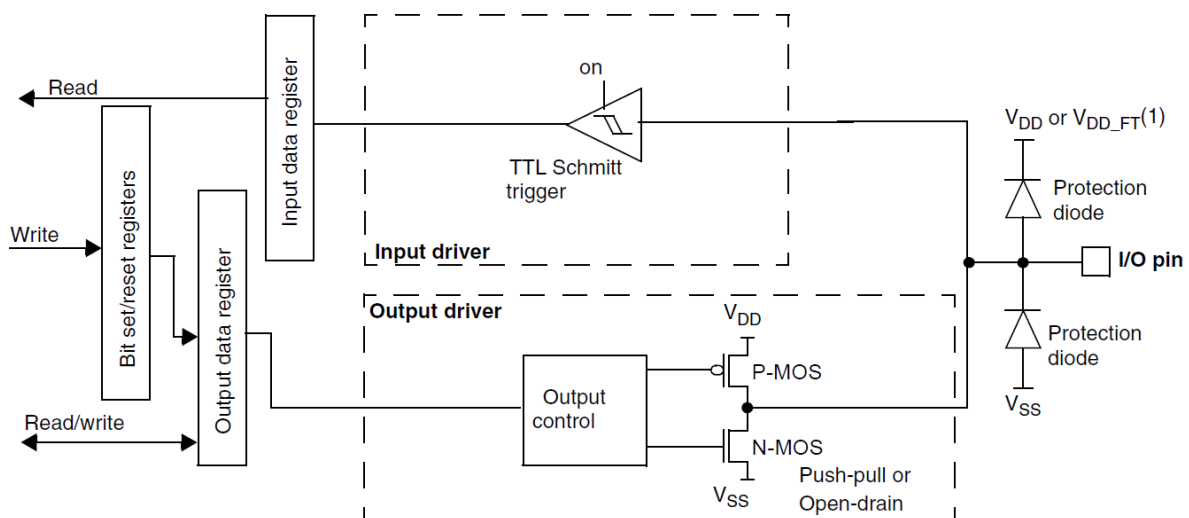 Read
Write
Bit set/reset registers
Read/write
Output data register
Input data register
on
TTL Schmitt
trigger
Input driver
Output driver
Output
control
VDD
P-MOS
N-MOS
VSS
Push-pull or
Open-drain
VDD or VDD_FT(1)
Protection
diode
I/O pin
Protection
diode
VSS